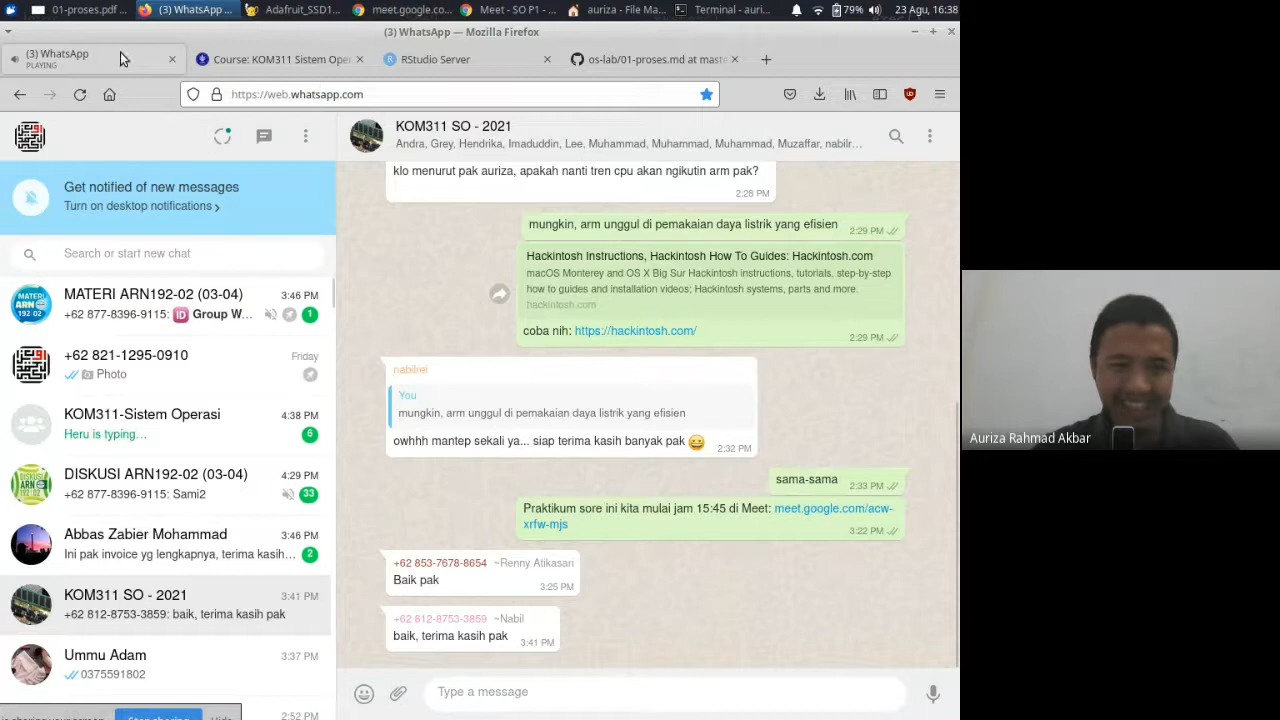 01-proses.pdf ...
(3) WhatsApp ...
Adafruit_SSD1...
meet.google.co...
Meet - SO P1 - ...
auriza - File Ma...
Terminal - auri...
79%
23 Agu, 16:38
(3) WhatsApp — Mozilla Firefox
(3) WhatsApp
PLAYING
Course: KOM311 Sistem Ope
RStudio Server
os-lab/01-proses.md at maste
https://web.whatsapp.com
Get notified of new messages
Turn on desktop notifications
Search or start new chat
MATERI ARN192-02 (03-04)
3:46 PM
+62 877-8396-9115: ID Group W...
1
+62 821-1295-0910
Friday
Photo
KOM311-Sistem Operasi
4:38 PM
Heru is typing...
6
DISKUSI ARN192-02 (03-04)
4:29 PM
+62 877-8396-9115: Sami2
33
Abbas Zabier Mohammad
3:46 PM
Ini pak invoice yg lengkapnya, terima kasih...
2
KOM311 SO - 2021
3:41 PM
+62 812-8753-3859: baik, terima kasih pak
Ummu Adam
3:37 PM
0375591802
2:52 PM
is sharing your screen.
Stop sharing
Hide
KOM311 SO - 2021
Andra, Grey, Hendrika, Imaduddin, Lee, Muhammad, Muhammad, Muhammad, Muzaffar, nabilr...
klo menurut pak auriza, apakah nanti tren cpu akan ngikutin arm pak?
2:28 PM
mungkin, arm unggul di pemakaian daya listrik yang efisien
2:29 PM
Hackintosh Instructions, Hackintosh How To Guides: Hackintosh.com
macOS Monterey and OS X Big Sur Hackintosh instructions, tutorials, step-by-step
how to guides and installation videos; Hackintosh systems, parts and more.
hackintosh.com
coba nih: https://hackintosh.com/
2:29 PM
nabilrei
You
mungkin, arm unggul di pemakaian daya listrik yang efisien
owhhh mantep sekali ya... siap terima kasih banyak pak 😄
2:32 PM
sama-sama
2:33 PM
Praktikum sore ini kita mulai jam 15:45 di Meet: meet.google.com/acw-
xrfw-mjs
3:22 PM
+62 853-7678-8654 ~Renny Atikasari
Baik pak
3:25 PM
+62 812-8753-3859 ~Nabil
baik, terima kasih pak
3:41 PM
Type a message
Auriza Rahmad Akbar